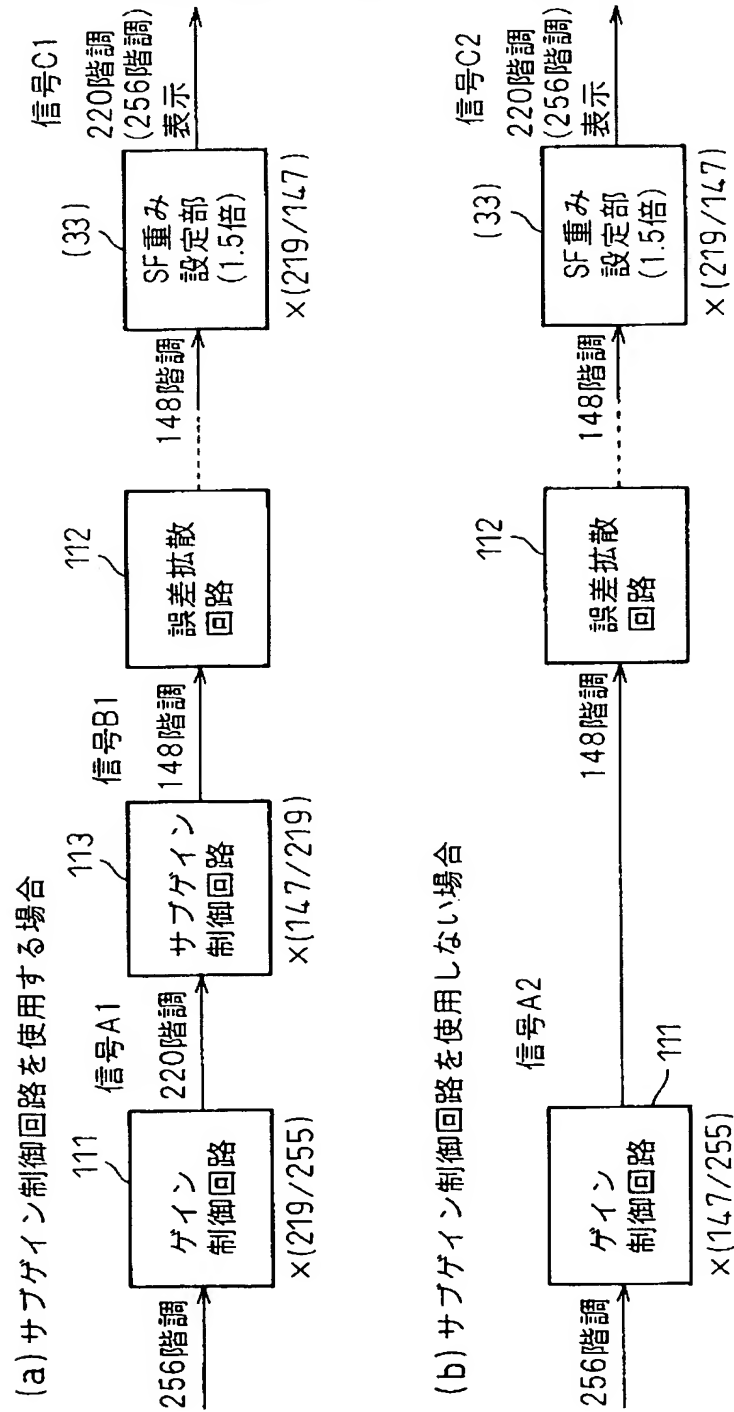 (a)サブゲイン制御回路を使用する場合
256階調
111
ゲイン
制御回路
×(219/255)
信号A1
220階調
113
サブゲイン
制御回路
×(147/219)
信号B1
148階調
112
誤差拡散
回路
148階調
(33)
SF重み
設定部
(1.5倍)
×(219/147)
信号C1
220階調
(256階調)
表示
(b)サブゲイン制御回路を使用しない場合
256階調
ゲイン
制御回路
111
×(147/255)
信号A2
148階調
112
誤差拡散
回路
148階調
(33)
SF重み
設定部
(1.5倍)
×(219/147)
信号C2
220階調
(256階調)
表示